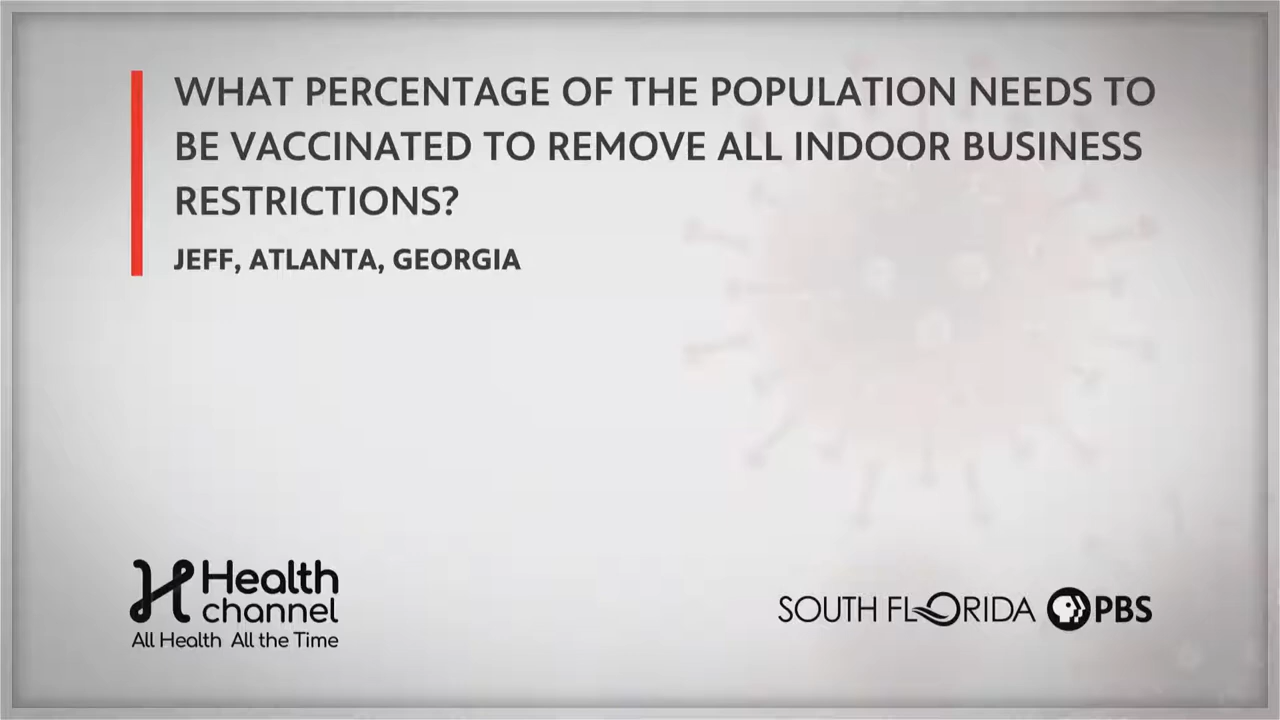 WHAT PERCENTAGE OF THE POPULATION NEEDS TO
BE VACCINATED TO REMOVE ALL INDOOR BUSINESS
RESTRICTIONS?
JEFF, ATLANTA, GEORGIA
Health
channel
All Health All the Time
SOUTH FLORIDA PBS